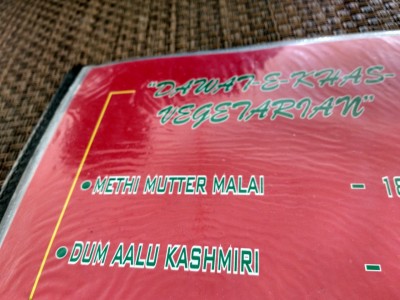 "DAWAT-E-KHAS-
VEGETARIAN"
• METHI MUTTER MALAI -
• DUM AALU KASHMIRI -